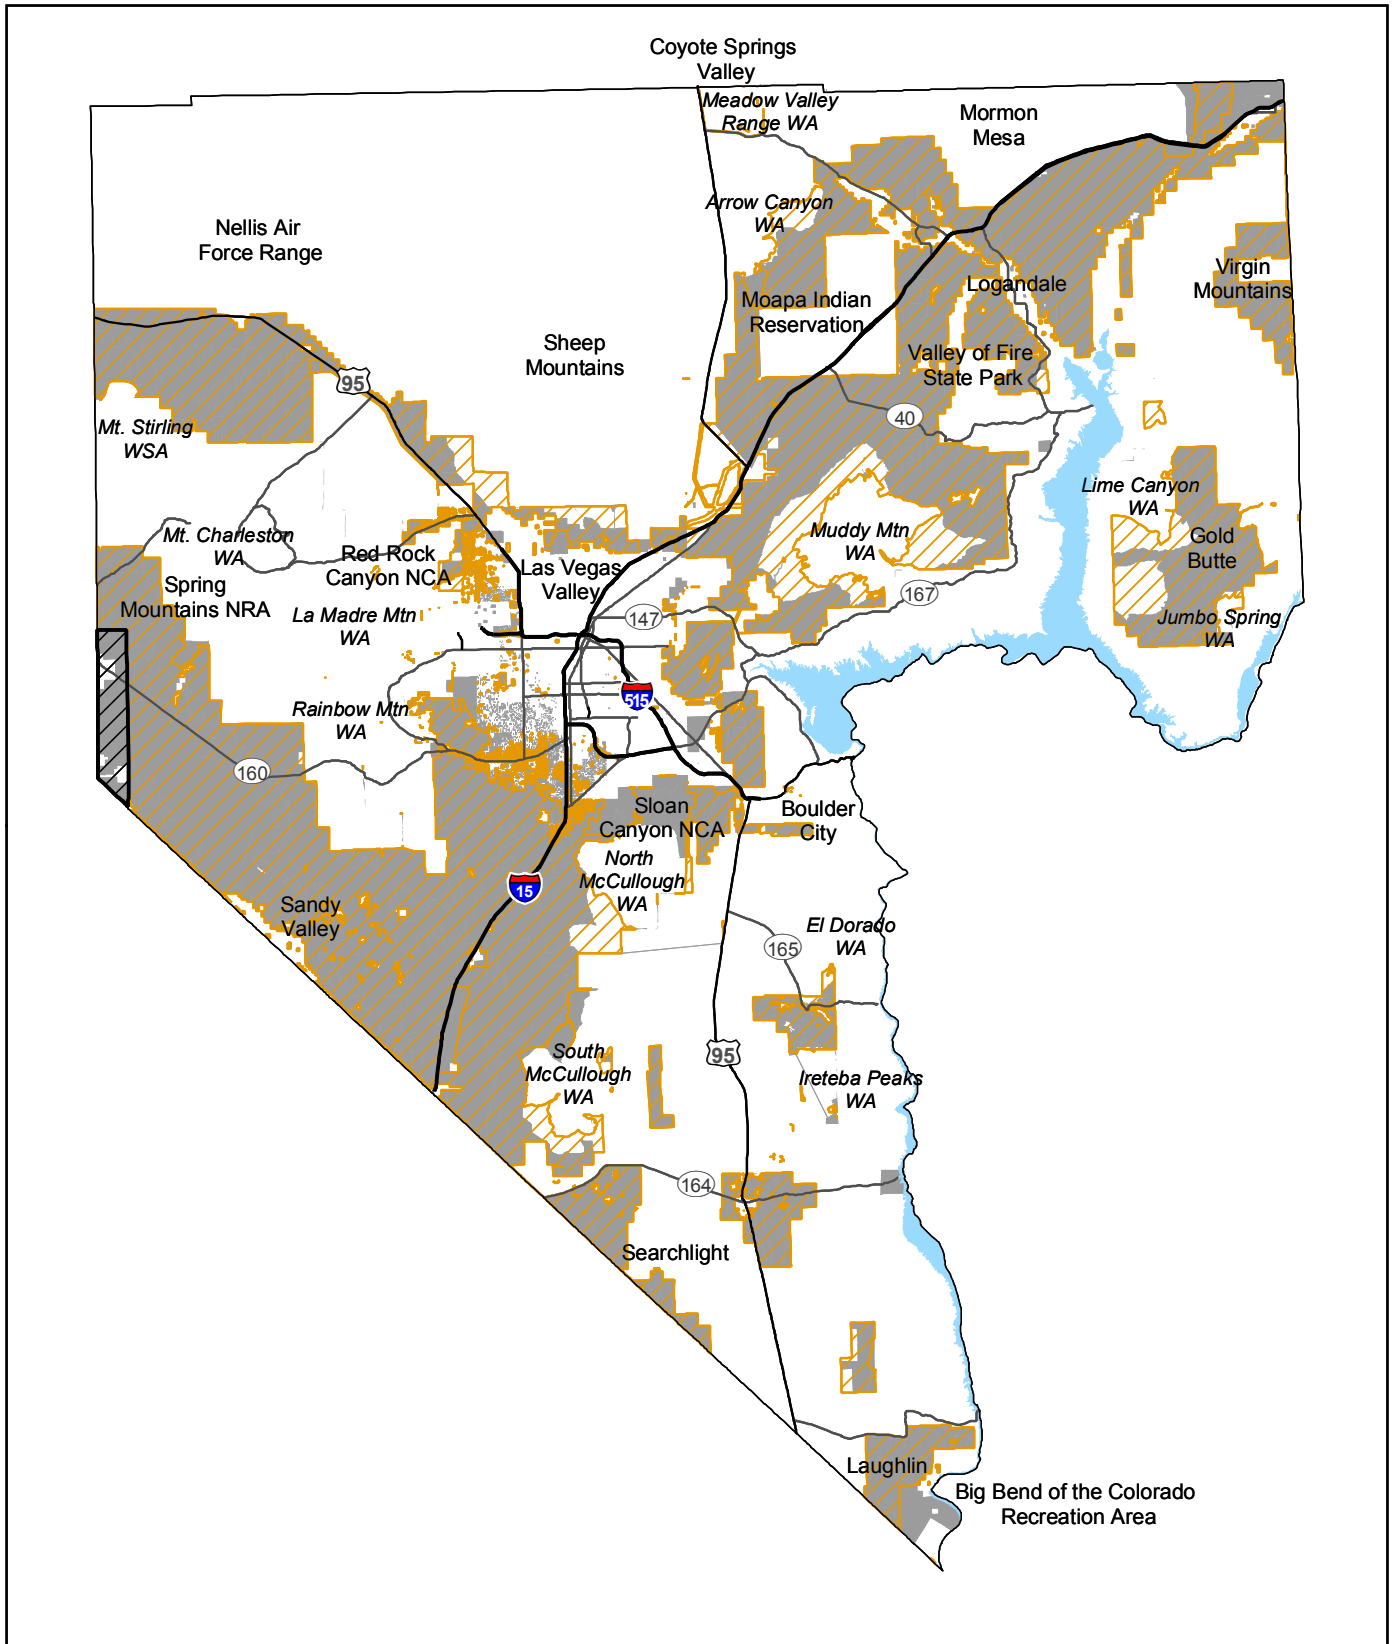 Coyote Springs
Valley
Meadow Valley
Range WA
Mormon
Mesa
Arrow Canyon
WA
Nellis Air
Force Range
Virgin
Mountains
Logandale
Moapa Indian
Reservation
Sheep
Mountains
Valley of Fire
State Park
95
40
Mt. Stirling
WSA
Lime Canyon
WA
Mt. Charleston
WA
Muddy Mtn
WA
Gold
Butte
Red Rock
Canyon NCA
Las Vegas
Valley
Spring
Mountains NRA
167
La Madre Mtn
WA
147
Jumbo Spring
WA
515
Rainbow Mtn
WA
160
Sloan
Canyon NCA
Boulder
City
North
McCullough
WA
15
Sandy
Valley
El Dorado
WA
165
South
McCullough
WA
95
Ireteba Peaks
WA
164
Searchlight
Laughlin
Big Bend of the Colorado
Recreation Area